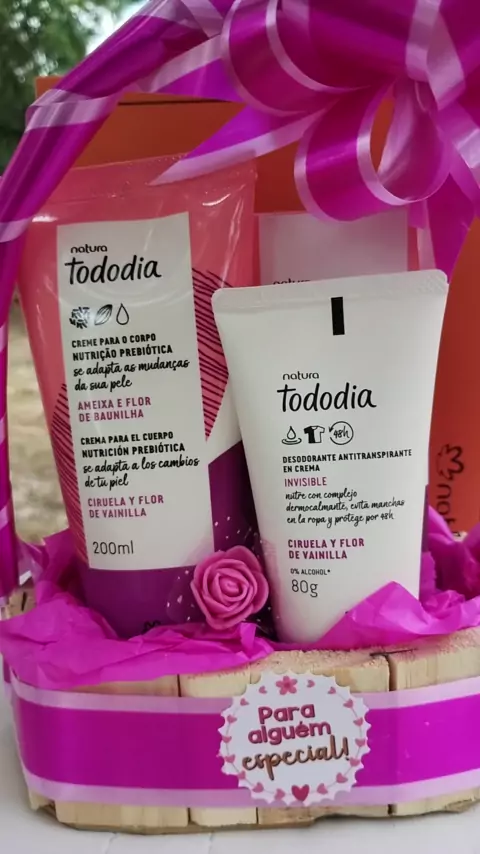 natura
tododia
CREME PARA O CORPO
NUTRIÇÃO PREBIÓTICA
se adapta as mudanças
da sua pele
AMEIXA E FLOR
DE BAUNILHA
CREMA PARA EL CUERPO
NUTRICIÓN PREBIÓTICA
se adapta a los cambios
de tu piel
CIRUELA Y FLOR
DE VAINILLA
200ml
natura
natura
tododia
48h
DESODORANTE ANTITRANSPIRANTE
EN CREMA
INVISIBLE
nutre con complejo
dermocalmante, evita manchas
en la ropa y protege por 48h
CIRUELA Y FLOR
DE VAINILLA
0% ALCOHOL*
80g
Para
alguém
especial!